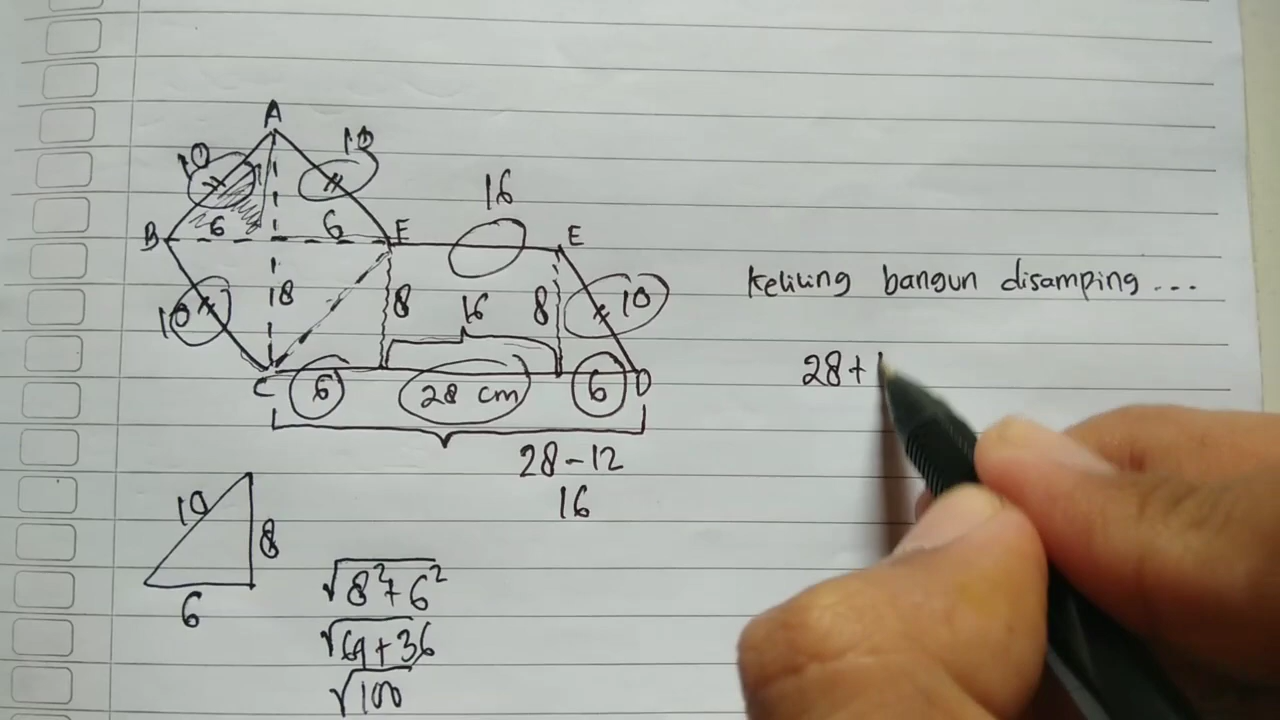 A
10
10
16
B
6
6
F
E
8
8
16
8
10
10
C
6
28 cm
6
D
28-12
16
10
8
6
√8²+6²
√64+36
√100
Keliling bangun disamping ...
28+